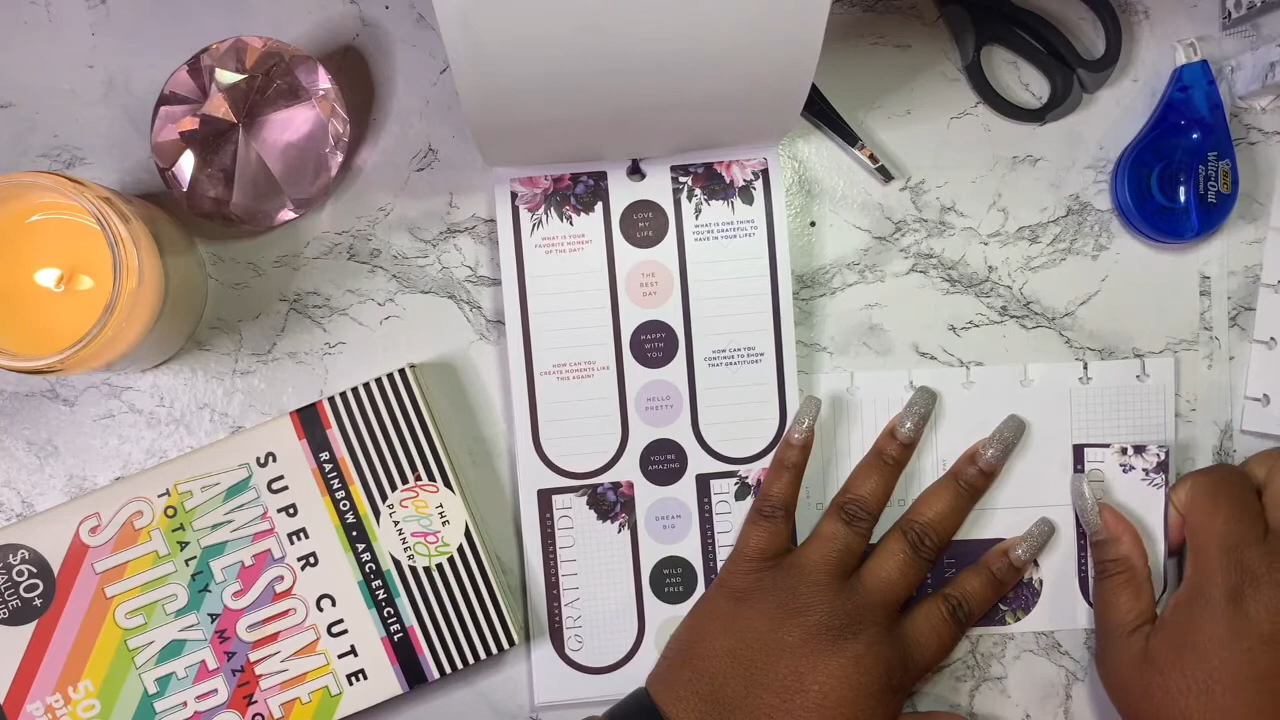 WHAT IS YOUR
FAVORITE MOMENT
OF THE DAY?
HOW CAN YOU
CREATE MOMENTS LIKE
THIS AGAIN?
LOVE
MY
LIFE
THE
BEST
DAY
HAPPY
WITH
YOU
HELLO
PRETTY
YOU'RE
AMAZING
DREAM
BIG
WILD
AND
FREE
WHAT IS ONE THING
YOU'RE GRATEFUL TO
HAVE IN YOUR LIFE?
HOW CAN YOU
CONTINUE TO SHOW
THAT GRATITUDE?
TAKE A MOMENT FOR
GRATITUDE
BIC
Wite-Out
SUPER CUTE
TOTALLY AMAZING
AWESOME
STICKERS
RAINBOW • ARC-EN-CIEL
THE
happy
PLANNER
$60+
VALUE
50